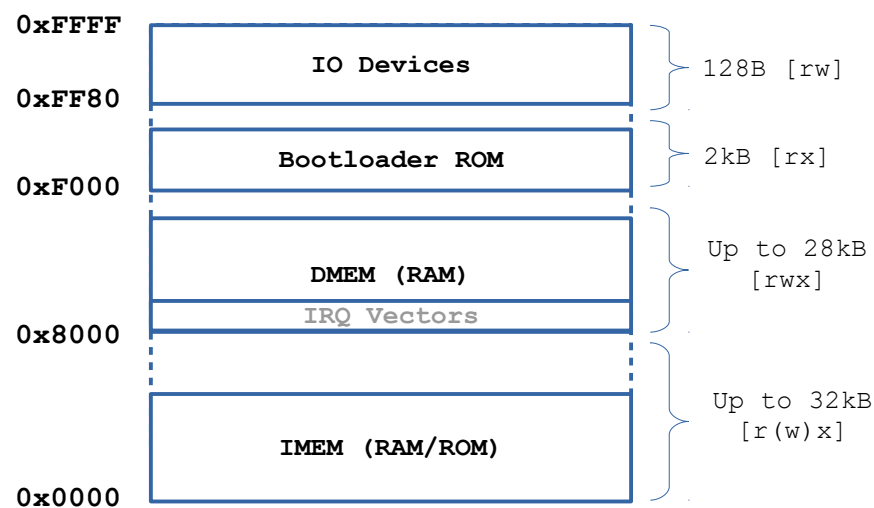 0xFFFF
IO Devices
128B [rw]
0xFF80
Bootloader ROM
2kB [rx]
0xF000
Up to 28kB
[rwx]
DMEM (RAM)
IRQ Vectors
0x8000
Up to 32kB
[r(w)x]
IMEM (RAM/ROM)
0x0000